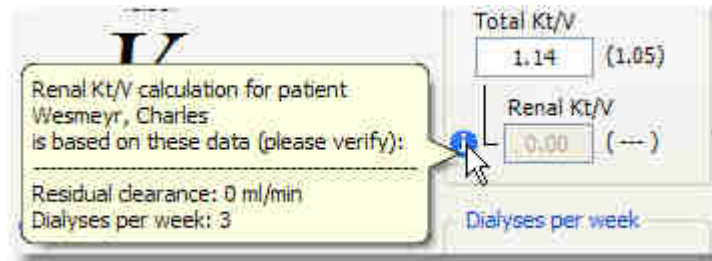 Total Kt/V
1.14 (1.05)
Renal Kt/V
0.00 ( --- )
Renal Kt/V calculation for patient
Wesmeyr, Charles
is based on these data (please verify):
Residual clearance: 0 ml/min
Dialyses per week: 3
Dialyses per week